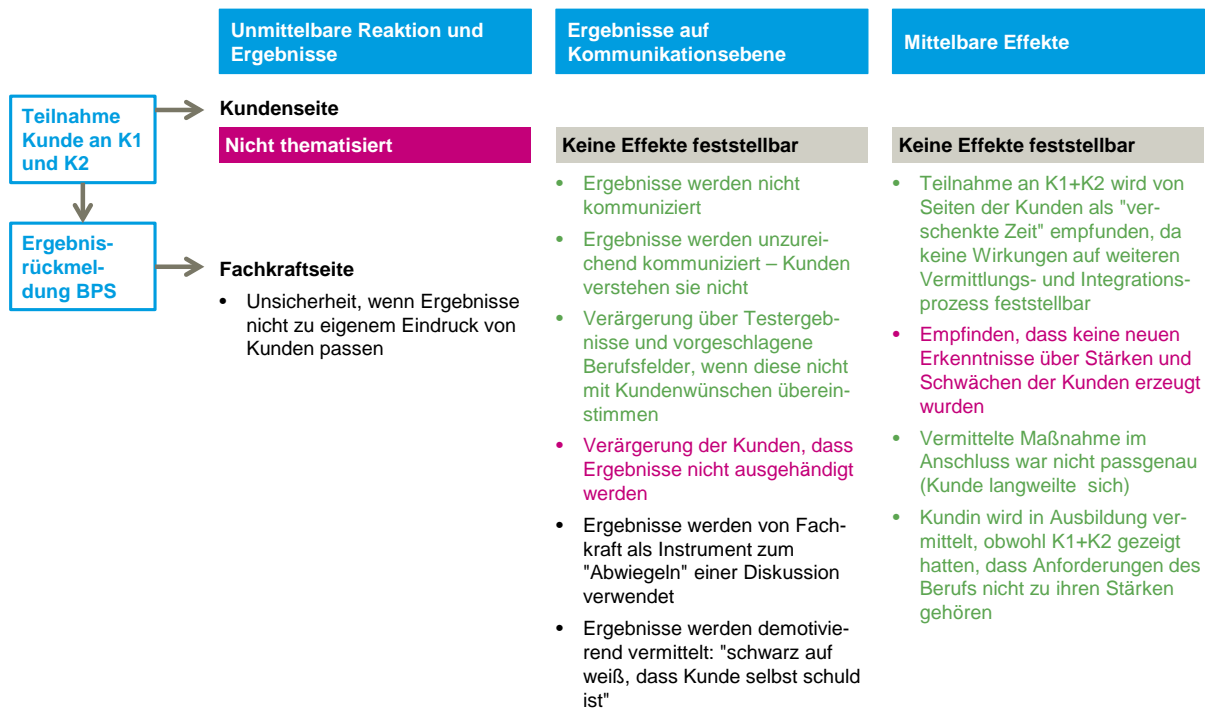 Unmittelbare Reaktion und
Ergebnisse
Ergebnisse auf
Kommunikationsebene
Mittelbare Effekte
Teilnahme
Kunde an K1
und K2
Ergebnis-
rückmel-
dung BPS
Kundenseite
Nicht thematisiert
Fachkraftseite
• Unsicherheit, wenn Ergebnisse
nicht zu eigenem Eindruck von
Kunden passen
Keine Effekte feststellbar
• Ergebnisse werden nicht
kommuniziert
• Ergebnisse werden unzurei-
chend kommuniziert – Kunden
verstehen sie nicht
• Verärgerung über Testergeb-
nisse und vorgeschlagene
Berufsfelder, wenn diese nicht
mit Kundenwünschen überein-
stimmen
• Verärgerung der Kunden, dass
Ergebnisse nicht ausgehändigt
werden
• Ergebnisse werden von Fach-
kraft als Instrument zum
"Abwiegeln" einer Diskussion
verwendet
• Ergebnisse werden demotivie-
rend vermittelt: "schwarz auf
weiß, dass Kunde selbst schuld
ist"
Keine Effekte feststellbar
• Teilnahme an K1+K2 wird von
Seiten der Kunden als "ver-
schenkte Zeit" empfunden, da
keine Wirkungen auf weiteren
Vermittlungs- und Integrations-
prozess feststellbar
• Empfinden, dass keine neuen
Erkenntnisse über Stärken und
Schwächen der Kunden erzeugt
wurden
• Vermittelte Maßnahme im
Anschluss war nicht passgenau
(Kunde langweilte sich)
• Kundin wird in Ausbildung ver-
mittelt, obwohl K1+K2 gezeigt
hatten, dass Anforderungen des
Berufs nicht zu ihren Stärken
gehören